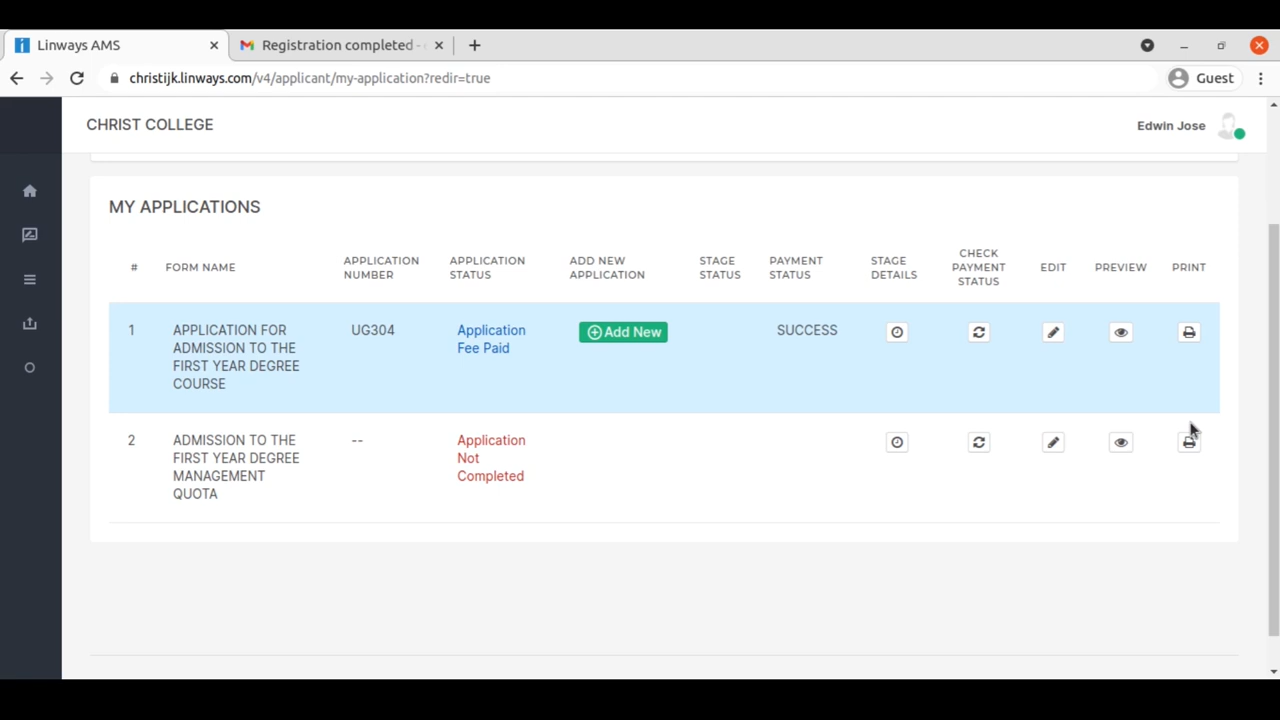 Linways AMS
Registration completed -
christijk.linways.com/v4/applicant/my-application?redir=true
Guest
CHRIST COLLEGE
Edwin Jose
MY APPLICATIONS
# FORM NAME APPLICATION NUMBER APPLICATION STATUS ADD NEW APPLICATION STAGE STATUS PAYMENT STATUS STAGE DETAILS CHECK PAYMENT STATUS EDIT PREVIEW PRINT
1 APPLICATION FOR UG304 Application Add New SUCCESS
ADMISSION TO THE Fee Paid
FIRST YEAR DEGREE
COURSE
2 ADMISSION TO THE -- Application
FIRST YEAR DEGREE Not
MANAGEMENT Completed
QUOTA